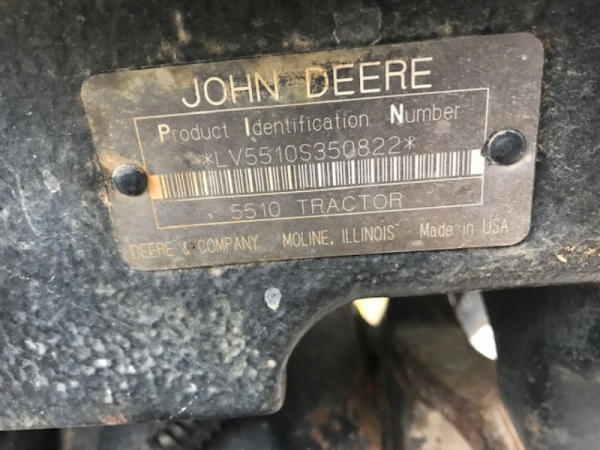 JOHN DEERE
Product Identification Number
*LV5510S350822*
5510 TRACTOR
DEERE & COMPANY MOLINE, ILLINOIS Made in USA